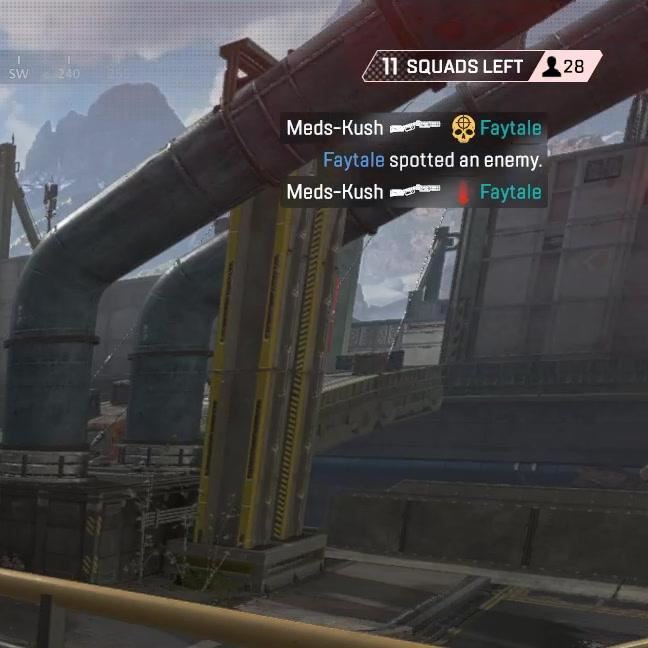 11 SQUADS LEFT 28
SW 240
Meds-Kush Faytale
Faytale spotted an enemy.
Meds-Kush Faytale